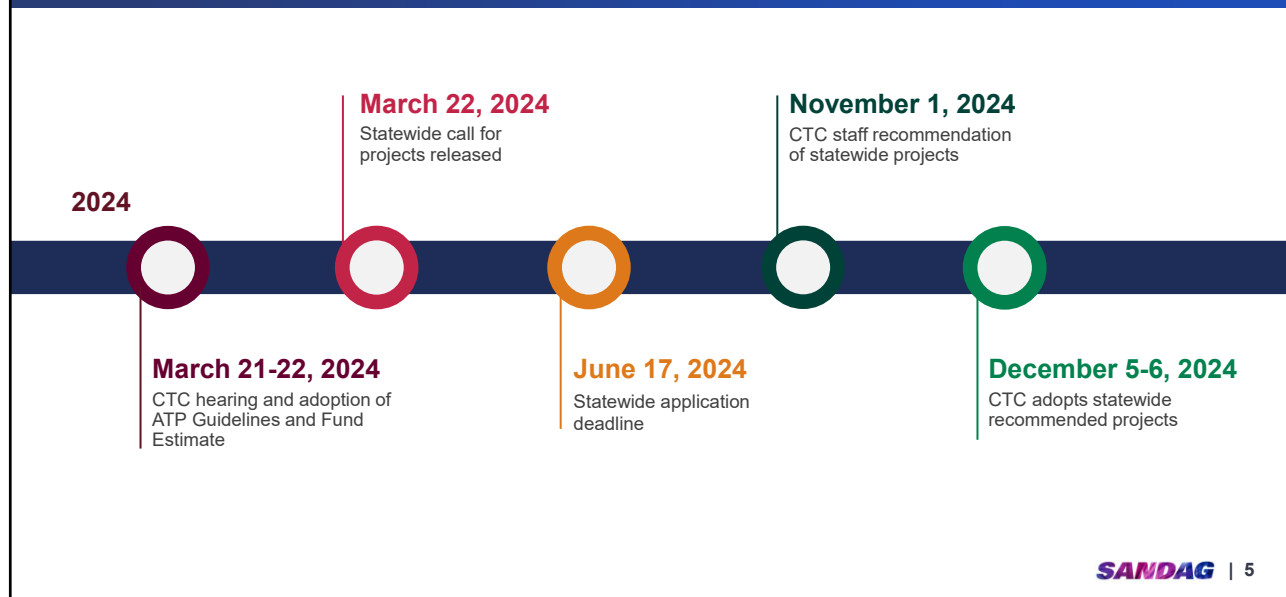 2024
March 21-22, 2024
CTC hearing and adoption of
ATP Guidelines and Fund
Estimate
March 22, 2024
Statewide call for
projects released
June 17, 2024
Statewide application
deadline
November 1, 2024
CTC staff recommendation
of statewide projects
December 5-6, 2024
CTC adopts statewide
recommended projects
SANDAG | 5